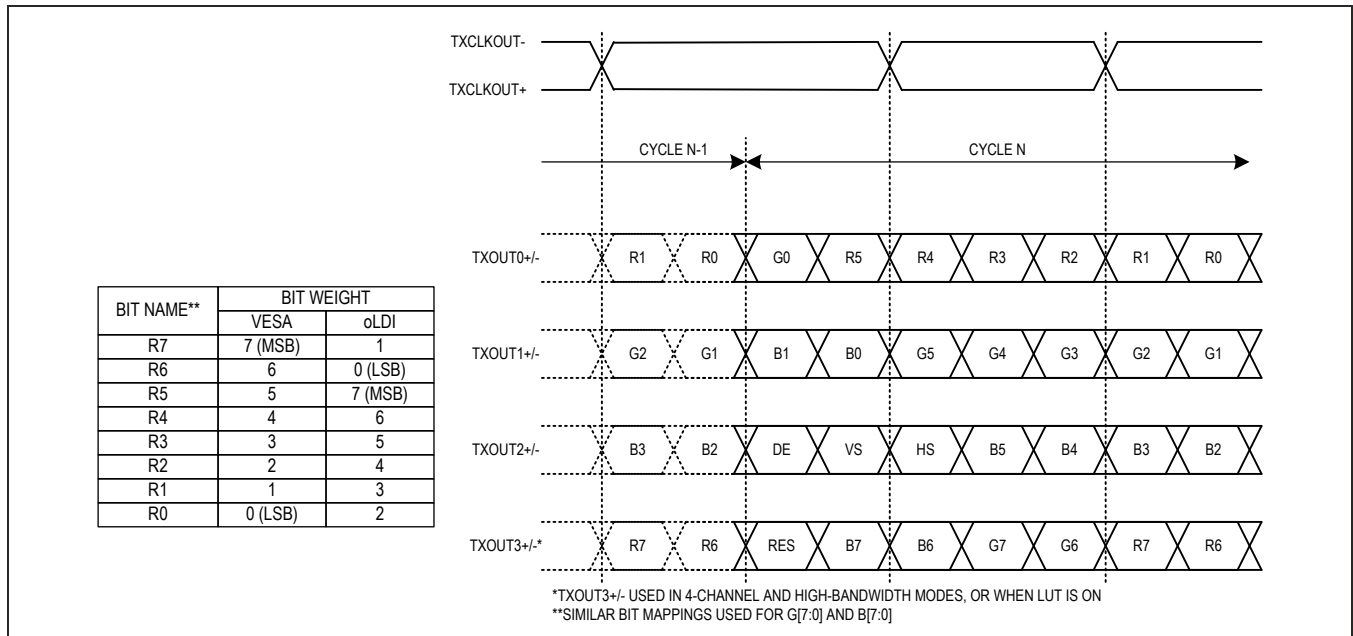 TXCLKOUT-
TXCLKOUT+
CYCLE N-1 CYCLE N
TXOUT0+/- R1 R0 G0 R5 R4 R3 R2 R1 R0
TXOUT1+/- G2 G1 B1 B0 G5 G4 G3 G2 G1
TXOUT2+/- B3 B2 DE VS HS B5 B4 B3 B2
TXOUT3+/-* R7 R6 RES B7 B6 G7 G6 R7 R6
BIT NAME** BIT WEIGHT
VESA oLDI
R7 7 (MSB) 1
R6 6 0 (LSB)
R5 5 7 (MSB)
R4 4 6
R3 3 5
R2 2 4
R1 1 3
R0 0 (LSB) 2
*TXOUT3+/- USED IN 4-CHANNEL AND HIGH-BANDWIDTH MODES, OR WHEN LUT IS ON
**SIMILAR BIT MAPPINGS USED FOR G[7:0] AND B[7:0]